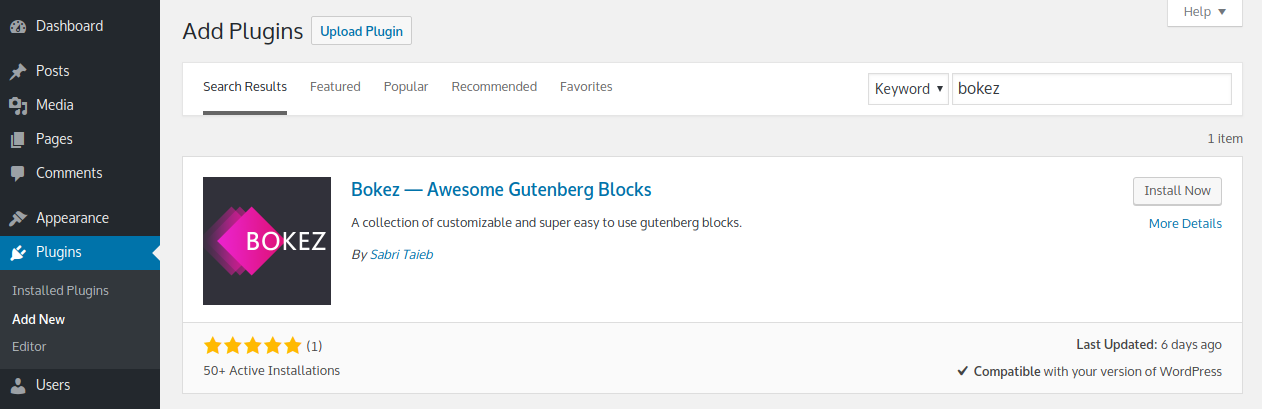 Dashboard
Posts
Media
Pages
Comments
Appearance
Plugins
Installed Plugins
Add New
Editor
Users
Help ▼
Add Plugins Upload Plugin
Search Results Featured Popular Recommended Favorites Keyword ▼ bokez
1 item
BOKEZ
Bokez — Awesome Gutenberg Blocks
Install Now
A collection of customizable and super easy to use gutenberg blocks.
More Details
By Sabri Taieb
(1)
Last Updated: 6 days ago
50+ Active Installations
✔ Compatible with your version of WordPress